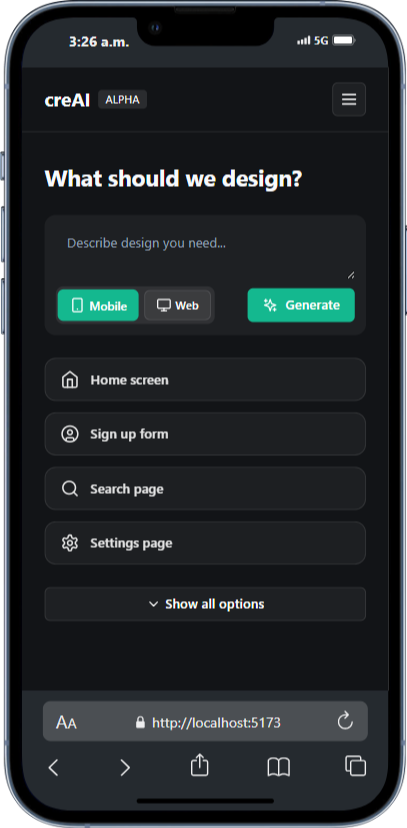 3:26 a.m. 5G
creAI ALPHA
What should we design?
Describe design you need...
Mobile Web Generate
Home screen
Sign up form
Search page
Settings page
Show all options
AA http://localhost:5173